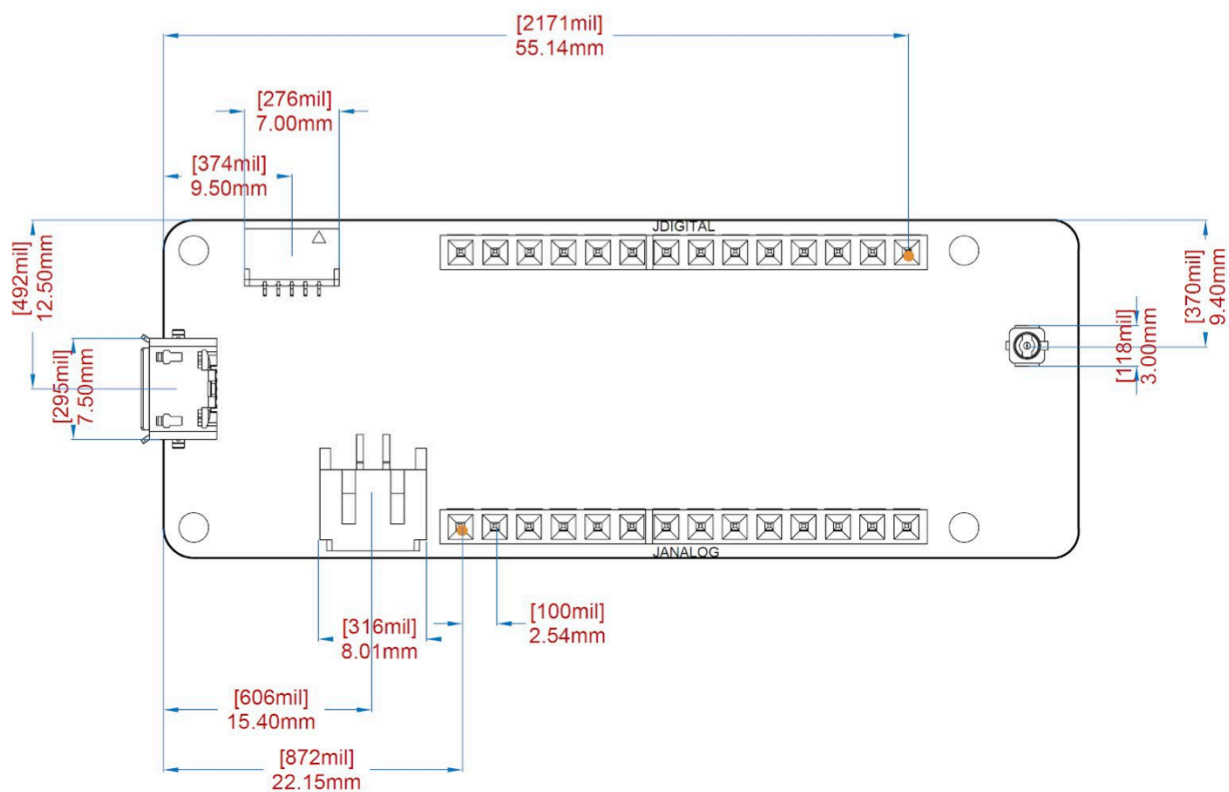 [2171mil]
55.14mm
[276mil]
7.00mm
[374mil]
9.50mm
JDIGITAL
[492mil]
12.50mm
[370mil]
9.40mm
[118mil]
3.00mm
[295mil]
7.50mm
JANALOG
[316mil]
8.01mm
[100mil]
2.54mm
[606mil]
15.40mm
[872mil]
22.15mm